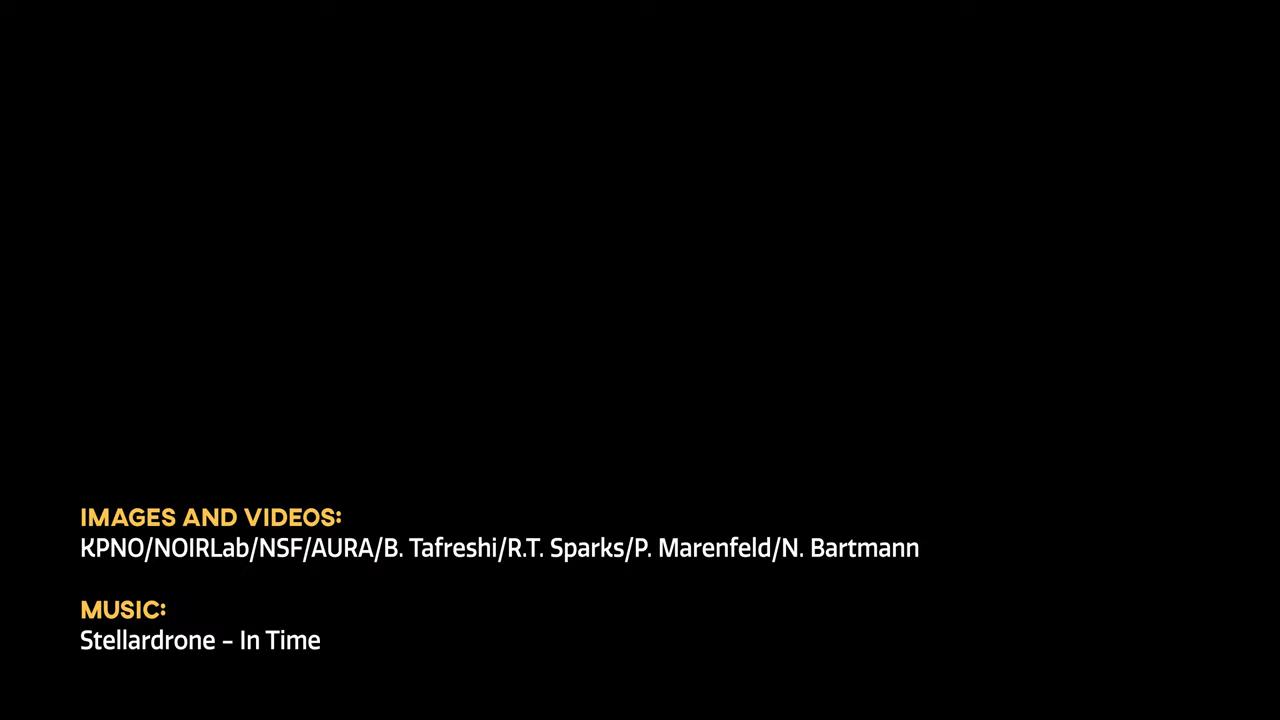 IMAGES AND VIDEOS:
KPNO/NOIRLab/NSF/AURA/B. Tafreshi/R.T. Sparks/P. Marenfeld/N. Bartmann
MUSIC:
Stellardrone – In Time